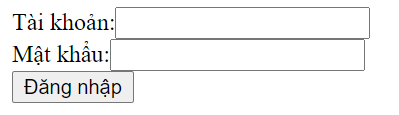 Tài khoản:
Mật khẩu:
Đăng nhập